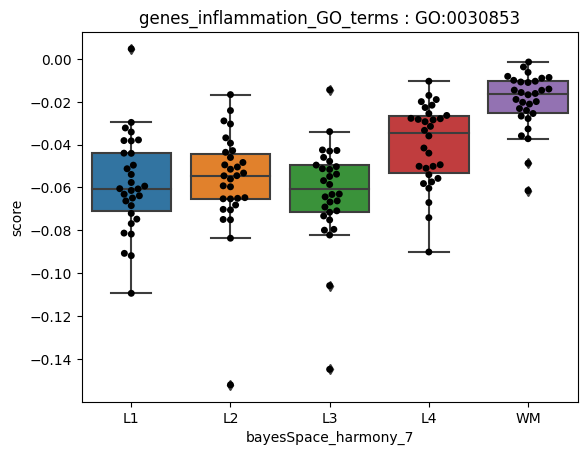 genes_inflammation_GO_terms : GO:0030853
0.00
−0.02
−0.04
−0.06
−0.08
−0.10
−0.12
−0.14
score
L1 L2 L3 L4 WM
bayesSpace_harmony_7